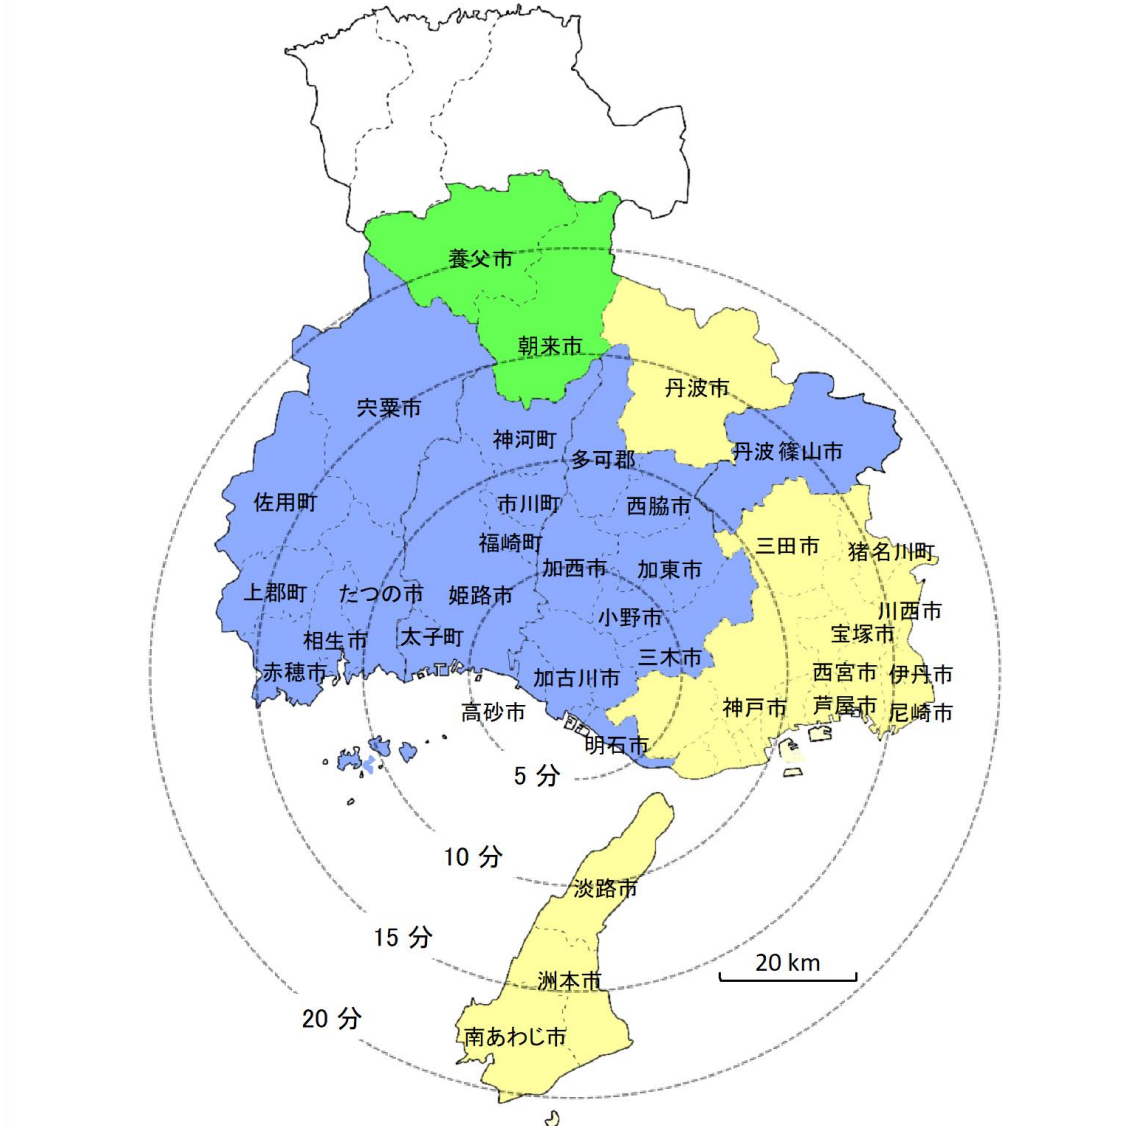 養父市
朝来市
丹波市
宍粟市
神河町
多可郡
丹波篠山市
佐用町
市川町
西脇市
福崎町
三田市
猪名川町
加西市
加東市
上郡町
たつの市
姫路市
小野市
川西市
宝塚市
相生市
太子町
三木市
赤穂市
加古川市
西宮市
伊丹市
高砂市
神戸市
芦屋市
尼崎市
明石市
5 分
10 分
淡路市
15 分
20 km
洲本市
20 分
南あわじ市